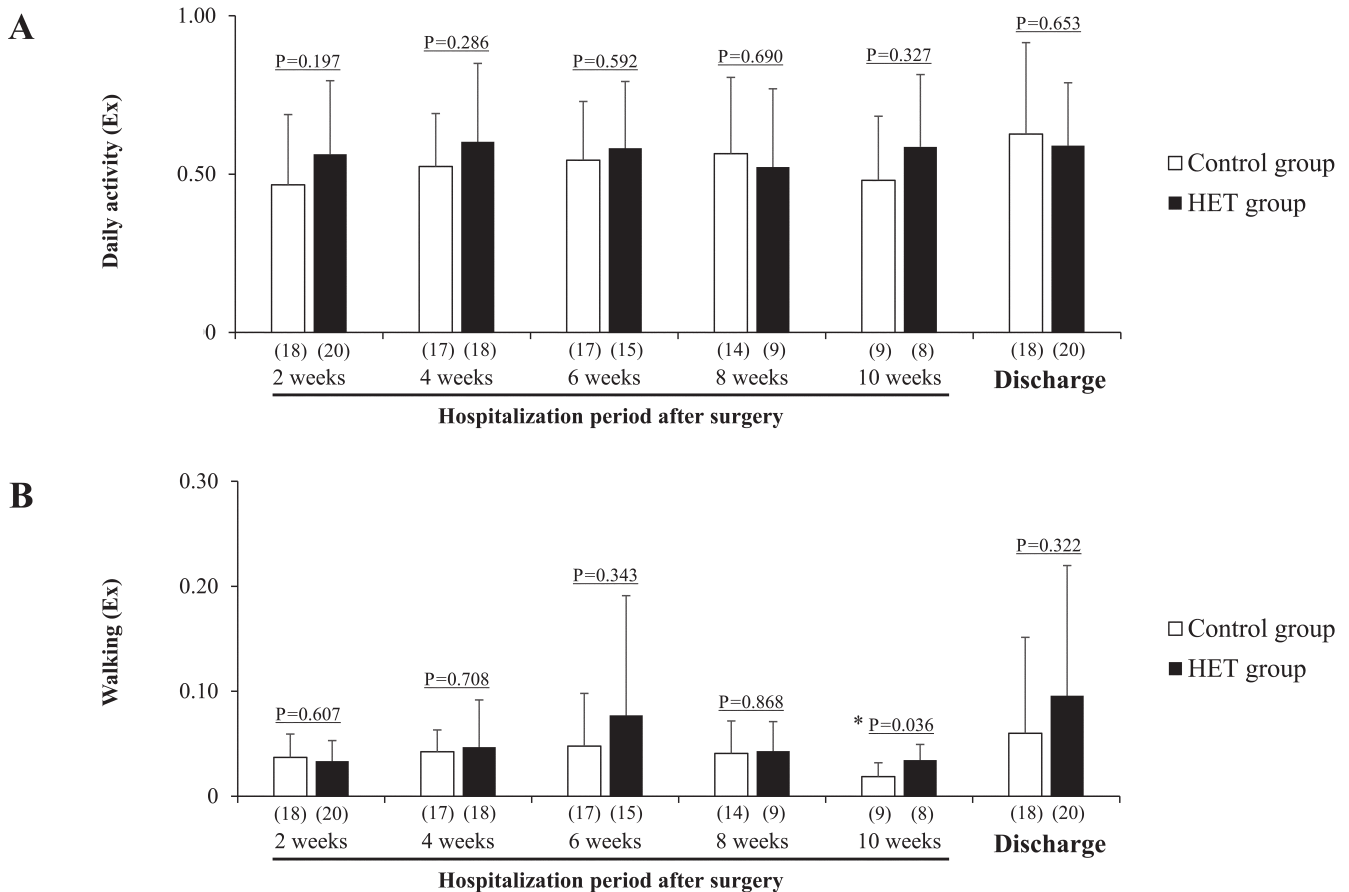 A
1.00
0.50
0
Daily activity (Ex)
P=0.197
P=0.286
P=0.592
P=0.690
P=0.327
P=0.653
Control group
HET group
(18) (20)
(17) (18)
(17) (15)
(14) (9)
(9) (8)
(18) (20)
2 weeks
4 weeks
6 weeks
8 weeks
10 weeks
Discharge
Hospitalization period after surgery
B
0.30
0.20
0.10
0
Walking (Ex)
P=0.607
P=0.708
P=0.343
P=0.868
* P=0.036
P=0.322
Control group
HET group
(18) (20)
(17) (18)
(17) (15)
(14) (9)
(9) (8)
(18) (20)
2 weeks
4 weeks
6 weeks
8 weeks
10 weeks
Discharge
Hospitalization period after surgery